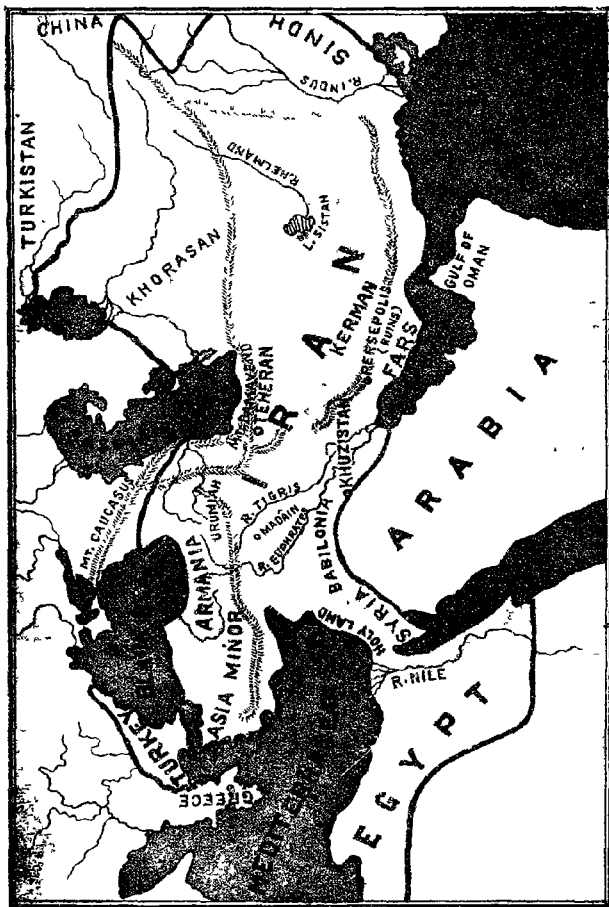 CHINA
SINDH
R. INDUS
TURKISTAN
R. HELMAND
L. SISTAN
KHORASAN
GULF OF
OMAN
KERMAN
PERSEPOLIS
(RUINS)
FARS
TEHERAN
IRAN
KHUZISTAN
ARABIA
MT. CAUCASUS
URUMIAH
R. TIGRIS
MADAIN
R. EUPHRATES
BABILONIA
ARMANIA
SYRIA
HOLY LAND
ASIA MINOR
R. NILE
TURKEY
GREECE
EGYPT